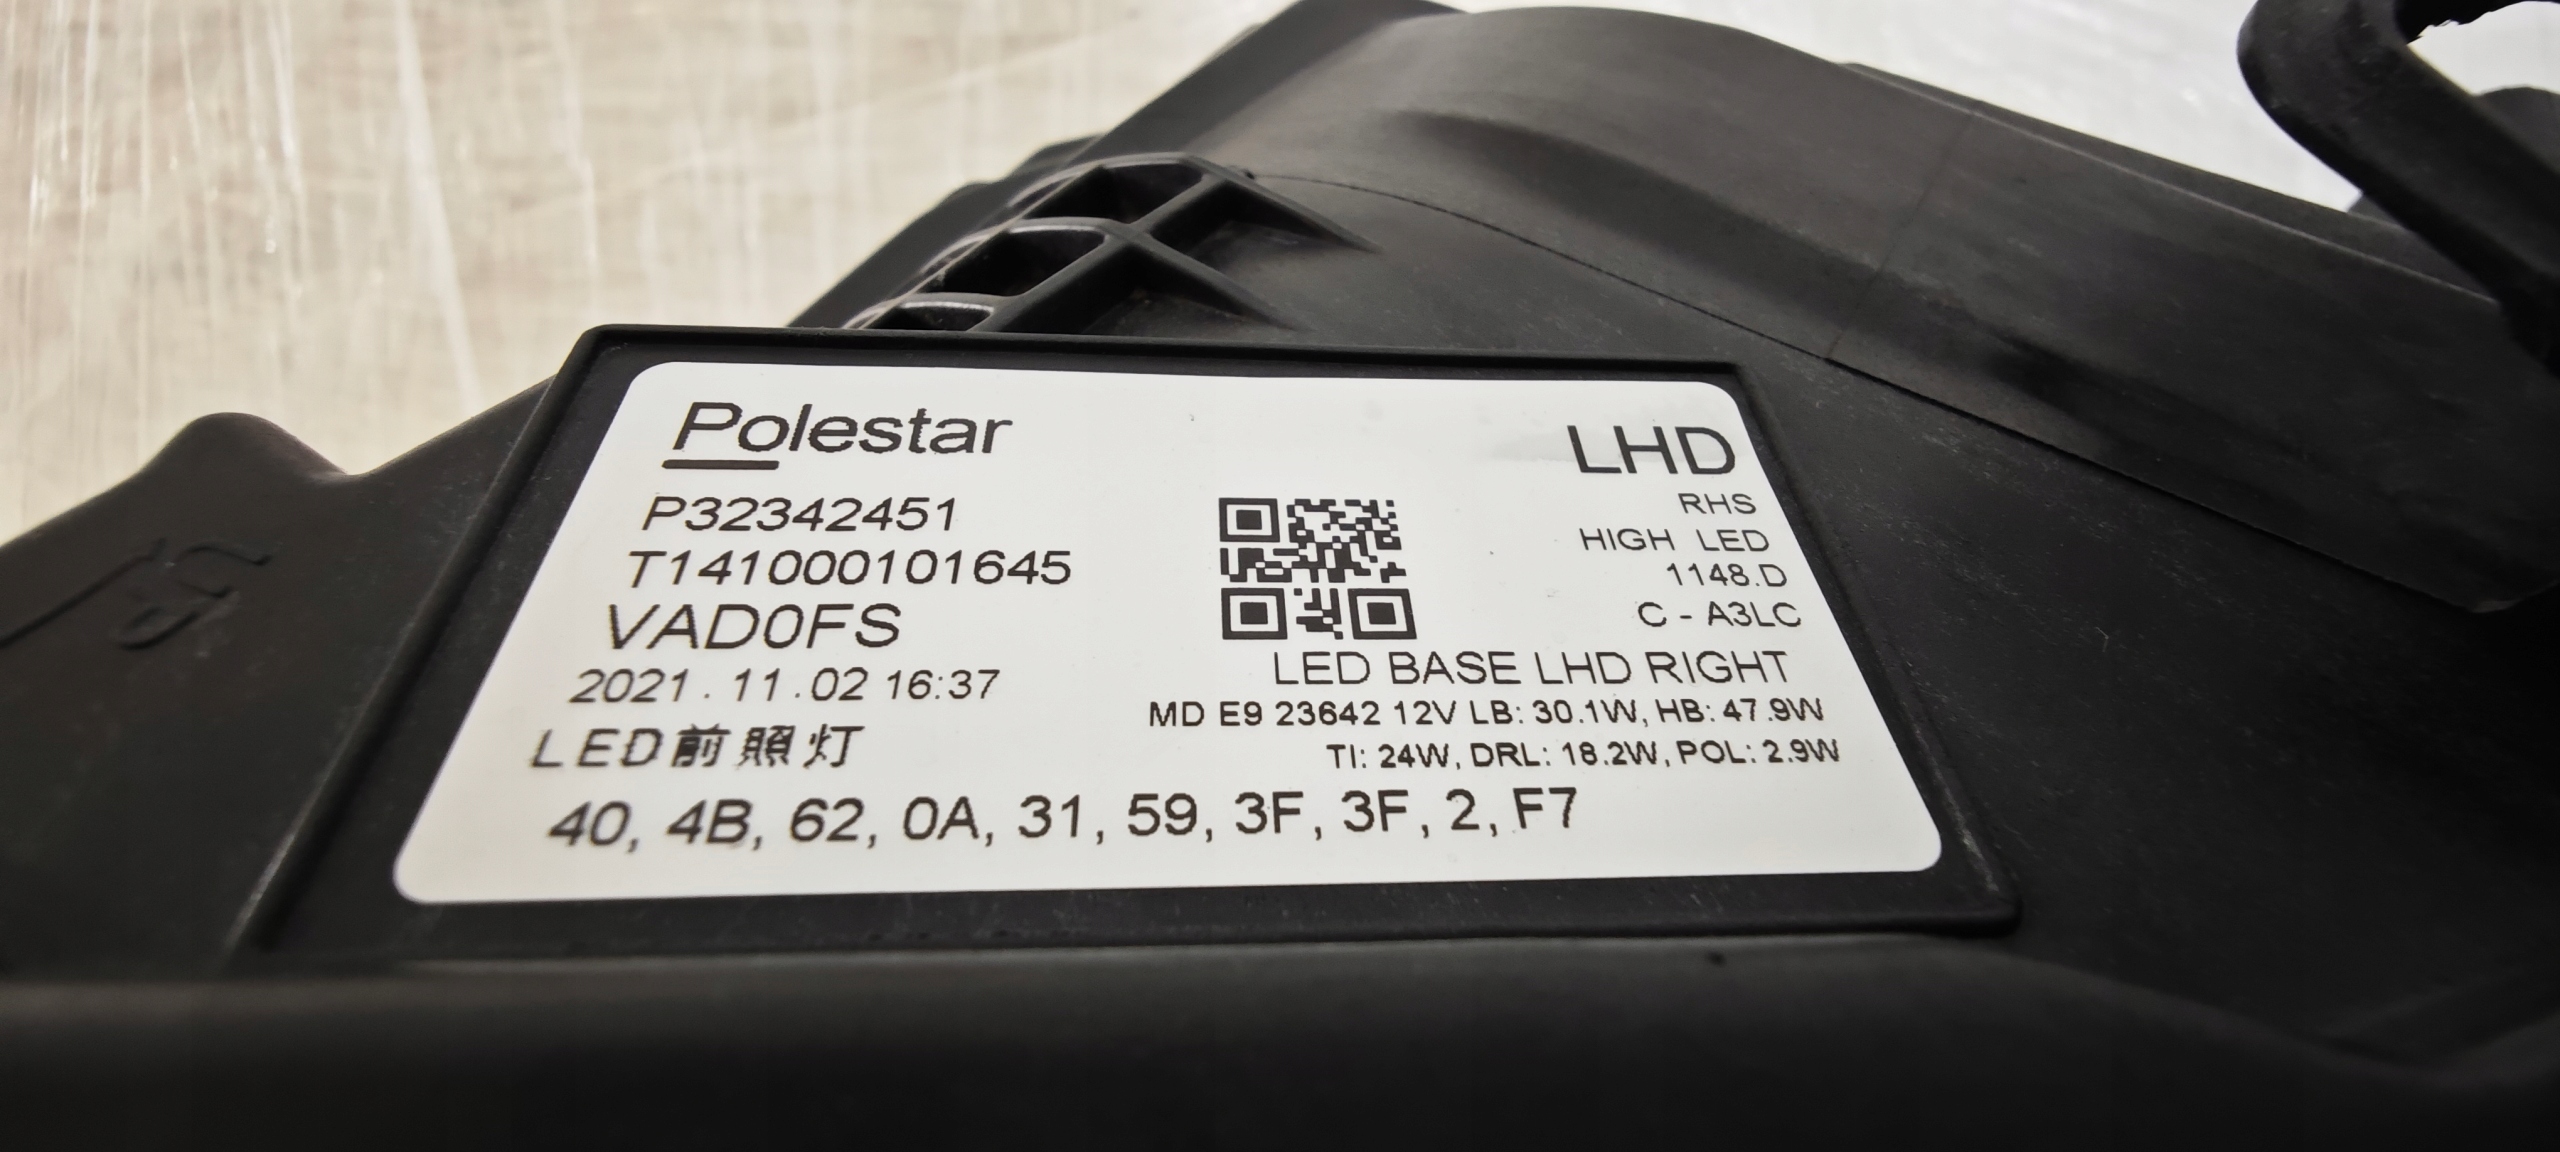 Polestar
P32342451
T141000101645
VAD0FS
2021.11.02 16:37
LED前照灯
LHD
RHS
HIGH LED
1148.D
C - A3LC
LED BASE LHD RIGHT
MD E9 23642 12V LB: 30.1W, HB: 47.9W
TI: 24W, DRL: 18.2W, POL: 2.9W
40, 4B, 62, 0A, 31, 59, 3F, 3F, 2, F7